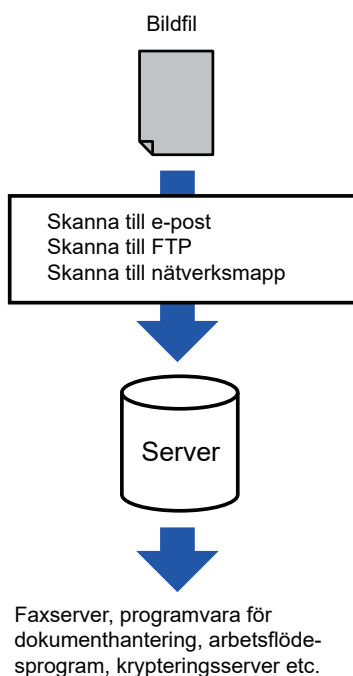 Bildfil
Skanna till e-post
Skanna till FTP
Skanna till nätverksmapp
Server
Faxserver, programvara för
dokumenthantering, arbetsflöde-
sprogram, krypteringsserver etc.